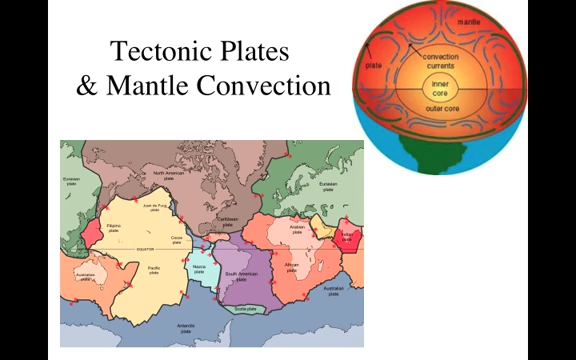 Tectonic Plates
& Mantle Convection
mantle
convection
currents
plate
inner
core
outer core
Eurasian
plate
North American
plate
Eurasian
plate
Juan de Fuca
plate
Filipino
plate
Caribbean
plate
Arabian
plate
Cocos
plate
Indian
plate
EQUATOR
Australian
plate
Pacific
plate
Nazca
plate
South American
plate
African
plate
Australian
plate
Scotia plate
Antarctic
plate